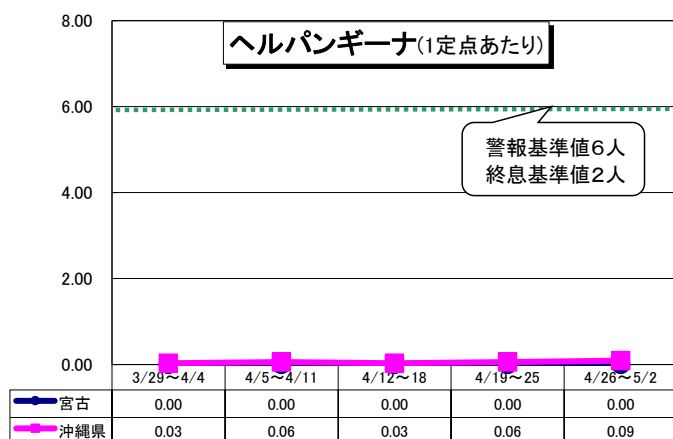 ヘルパンギーナ(1定点あたり)
8.00
6.00
4.00
2.00
0.00
警報基準値6人
終息基準値2人
3/29～4/4 4/5～4/11 4/12～18 4/19～25 4/26～5/2
宮古 0.00 0.00 0.00 0.00 0.00
沖縄県 0.03 0.06 0.03 0.06 0.09